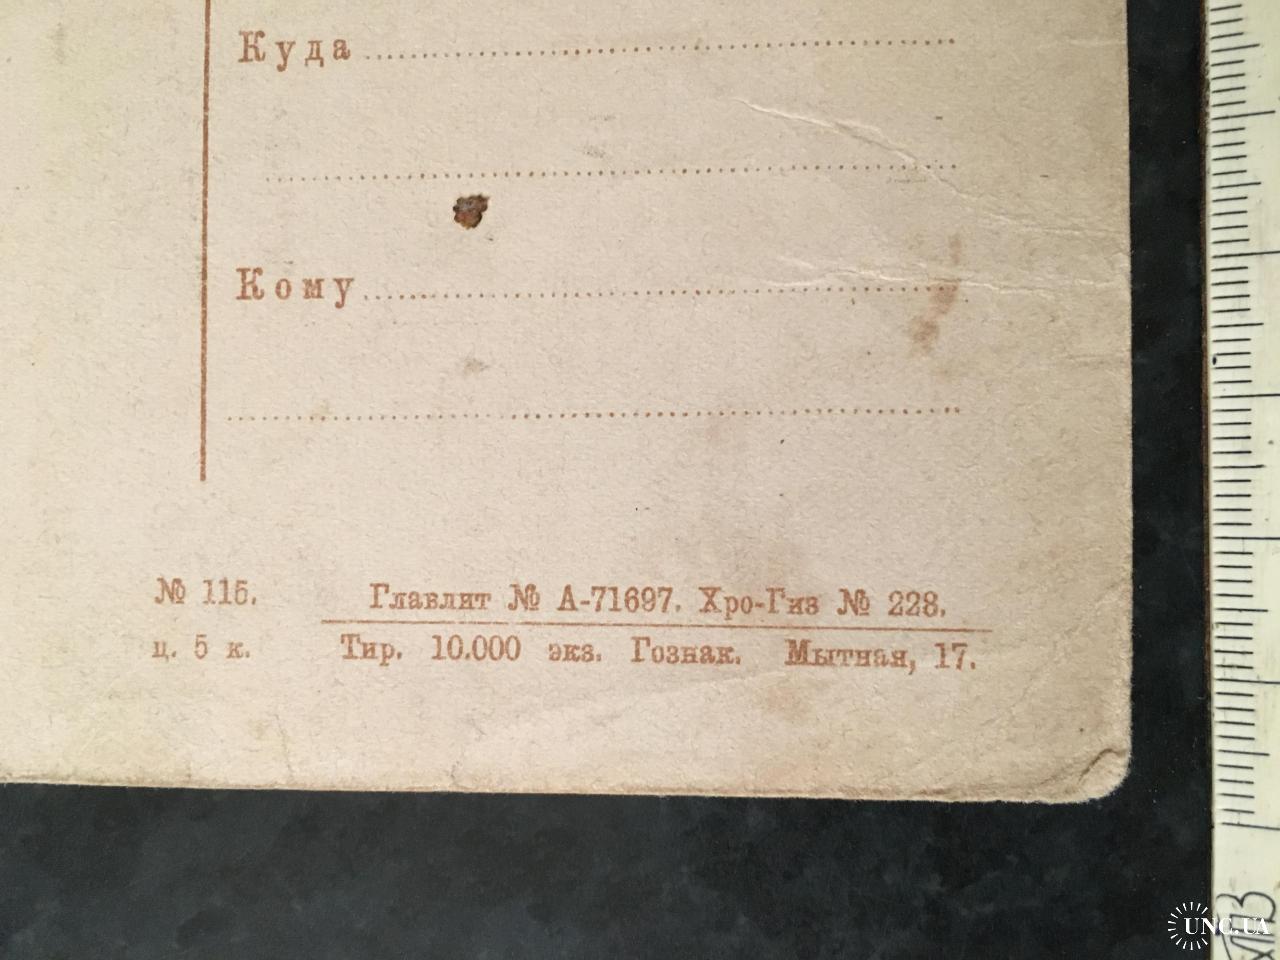 Куда
Кому
№ 115.
Главлит № А-71697. Хро-Гиз № 228.
ц. 5 к.
Тир. 10.000 экз. Гознак. Мытная, 17.
UNC.UA